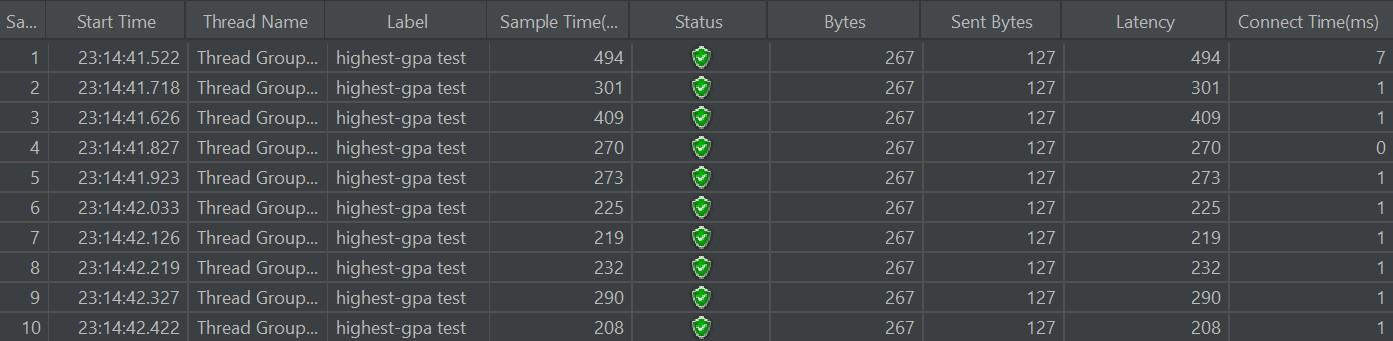 Sa... Start Time Thread Name Label Sample Time(... Status Bytes Sent Bytes Latency Connect Time(ms)
1 23:14:41.522 Thread Group... highest-gpa test 494 267 127 494 7
2 23:14:41.718 Thread Group... highest-gpa test 301 267 127 301 1
3 23:14:41.626 Thread Group... highest-gpa test 409 267 127 409 1
4 23:14:41.827 Thread Group... highest-gpa test 270 267 127 270 0
5 23:14:41.923 Thread Group... highest-gpa test 273 267 127 273 1
6 23:14:42.033 Thread Group... highest-gpa test 225 267 127 225 1
7 23:14:42.126 Thread Group... highest-gpa test 219 267 127 219 1
8 23:14:42.219 Thread Group... highest-gpa test 232 267 127 232 1
9 23:14:42.327 Thread Group... highest-gpa test 290 267 127 290 1
10 23:14:42.422 Thread Group... highest-gpa test 208 267 127 208 1